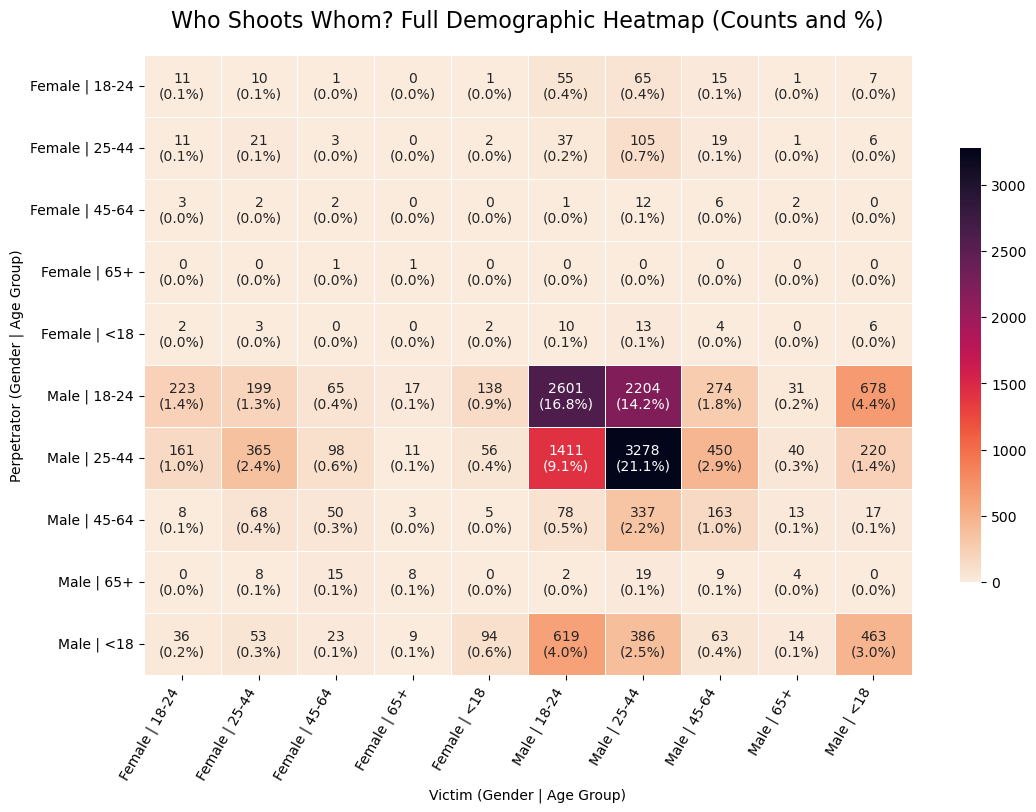 Who Shoots Whom? Full Demographic Heatmap (Counts and %)
Perpetrator (Gender | Age Group)
Female | 18-24
11 10 1 0 1 55 65 15 1 7
(0.1%) (0.1%) (0.0%) (0.0%) (0.0%) (0.4%) (0.4%) (0.1%) (0.0%) (0.0%)
Female | 25-44
11 21 3 0 2 37 105 19 1 6
(0.1%) (0.1%) (0.0%) (0.0%) (0.0%) (0.2%) (0.7%) (0.1%) (0.0%) (0.0%)
Female | 45-64
3 2 2 0 0 1 12 6 2 0
(0.0%) (0.0%) (0.0%) (0.0%) (0.0%) (0.0%) (0.1%) (0.0%) (0.0%) (0.0%)
Female | 65+
0 0 1 1 0 0 0 0 0 0
(0.0%) (0.0%) (0.0%) (0.0%) (0.0%) (0.0%) (0.0%) (0.0%) (0.0%) (0.0%)
Female | <18
2 3 0 0 2 10 13 4 0 6
(0.0%) (0.0%) (0.0%) (0.0%) (0.0%) (0.1%) (0.1%) (0.0%) (0.0%) (0.0%)
Male | 18-24
223 199 65 17 138 2601 2204 274 31 678
(1.4%) (1.3%) (0.4%) (0.1%) (0.9%) (16.8%) (14.2%) (1.8%) (0.2%) (4.4%)
Male | 25-44
161 365 98 11 56 1411 3278 450 40 220
(1.0%) (2.4%) (0.6%) (0.1%) (0.4%) (9.1%) (21.1%) (2.9%) (0.3%) (1.4%)
Male | 45-64
8 68 50 3 5 78 337 163 13 17
(0.1%) (0.4%) (0.3%) (0.0%) (0.0%) (0.5%) (2.2%) (1.0%) (0.1%) (0.1%)
Male | 65+
0 8 15 8 0 2 19 9 4 0
(0.0%) (0.1%) (0.1%) (0.1%) (0.0%) (0.0%) (0.1%) (0.1%) (0.0%) (0.0%)
Male | <18
36 53 23 9 94 619 386 63 14 463
(0.2%) (0.3%) (0.1%) (0.1%) (0.6%) (4.0%) (2.5%) (0.4%) (0.1%) (3.0%)
Female | 18-24
Female | 25-44
Female | 45-64
Female | 65+
Female | <18
Male | 18-24
Male | 25-44
Male | 45-64
Male | 65+
Male | <18
Victim (Gender | Age Group)
3000
2500
2000
1500
1000
500
0